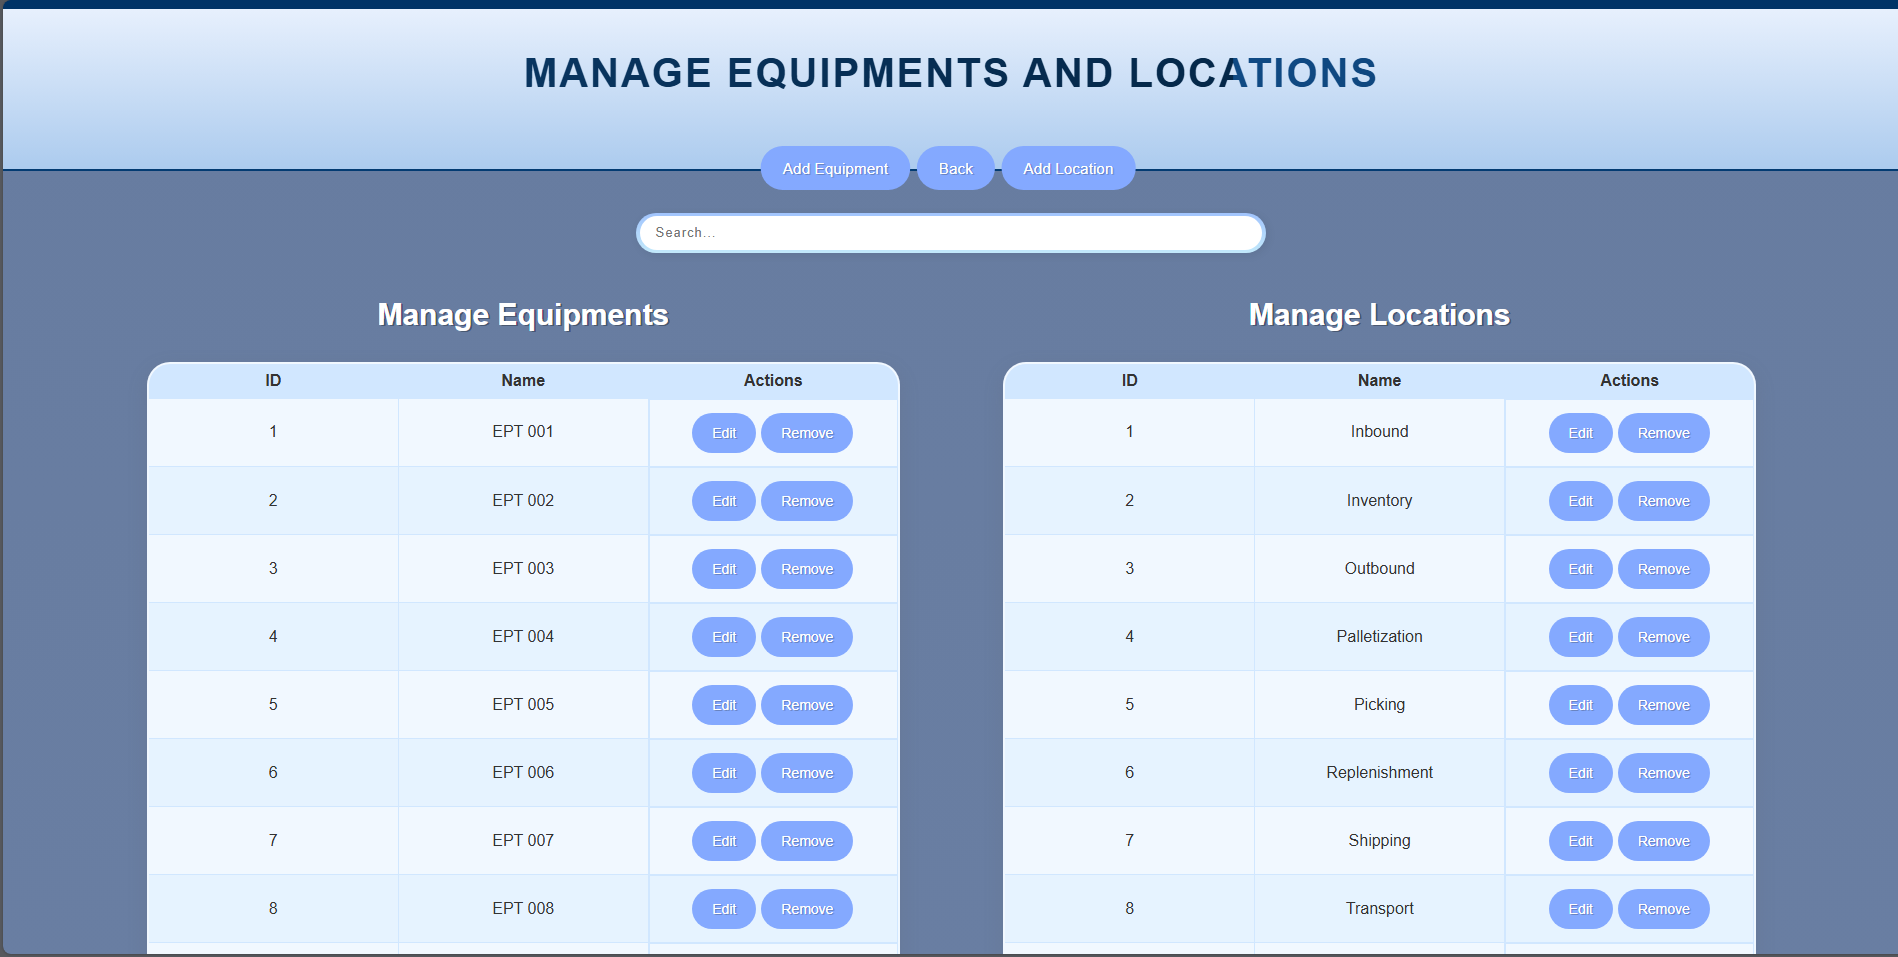 MANAGE EQUIPMENTS AND LOCATIONS
Add Equipment Back Add Location
Search...
Manage Equipments
ID Name Actions
1 EPT 001 Edit Remove
2 EPT 002 Edit Remove
3 EPT 003 Edit Remove
4 EPT 004 Edit Remove
5 EPT 005 Edit Remove
6 EPT 006 Edit Remove
7 EPT 007 Edit Remove
8 EPT 008 Edit Remove
Manage Locations
ID Name Actions
1 Inbound Edit Remove
2 Inventory Edit Remove
3 Outbound Edit Remove
4 Palletization Edit Remove
5 Picking Edit Remove
6 Replenishment Edit Remove
7 Shipping Edit Remove
8 Transport Edit Remove